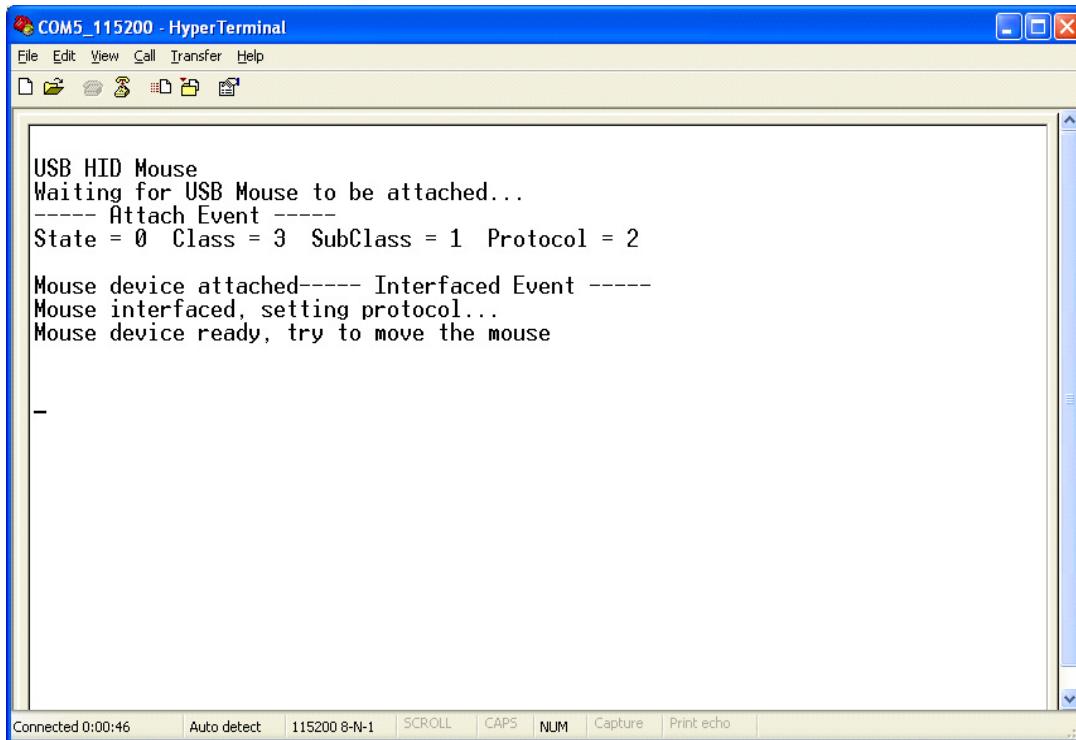 COM5_115200 - HyperTerminal
File Edit View Call Transfer Help
USB HID Mouse
Waiting for USB Mouse to be attached...
----- Attach Event -----
State = 0  Class = 3  SubClass = 1  Protocol = 2
Mouse device attached----- Interfaced Event -----
Mouse interfaced, setting protocol...
Mouse device ready, try to move the mouse
_
Connected 0:00:46 Auto detect 115200 8-N-1 SCROLL CAPS NUM Capture Print echo